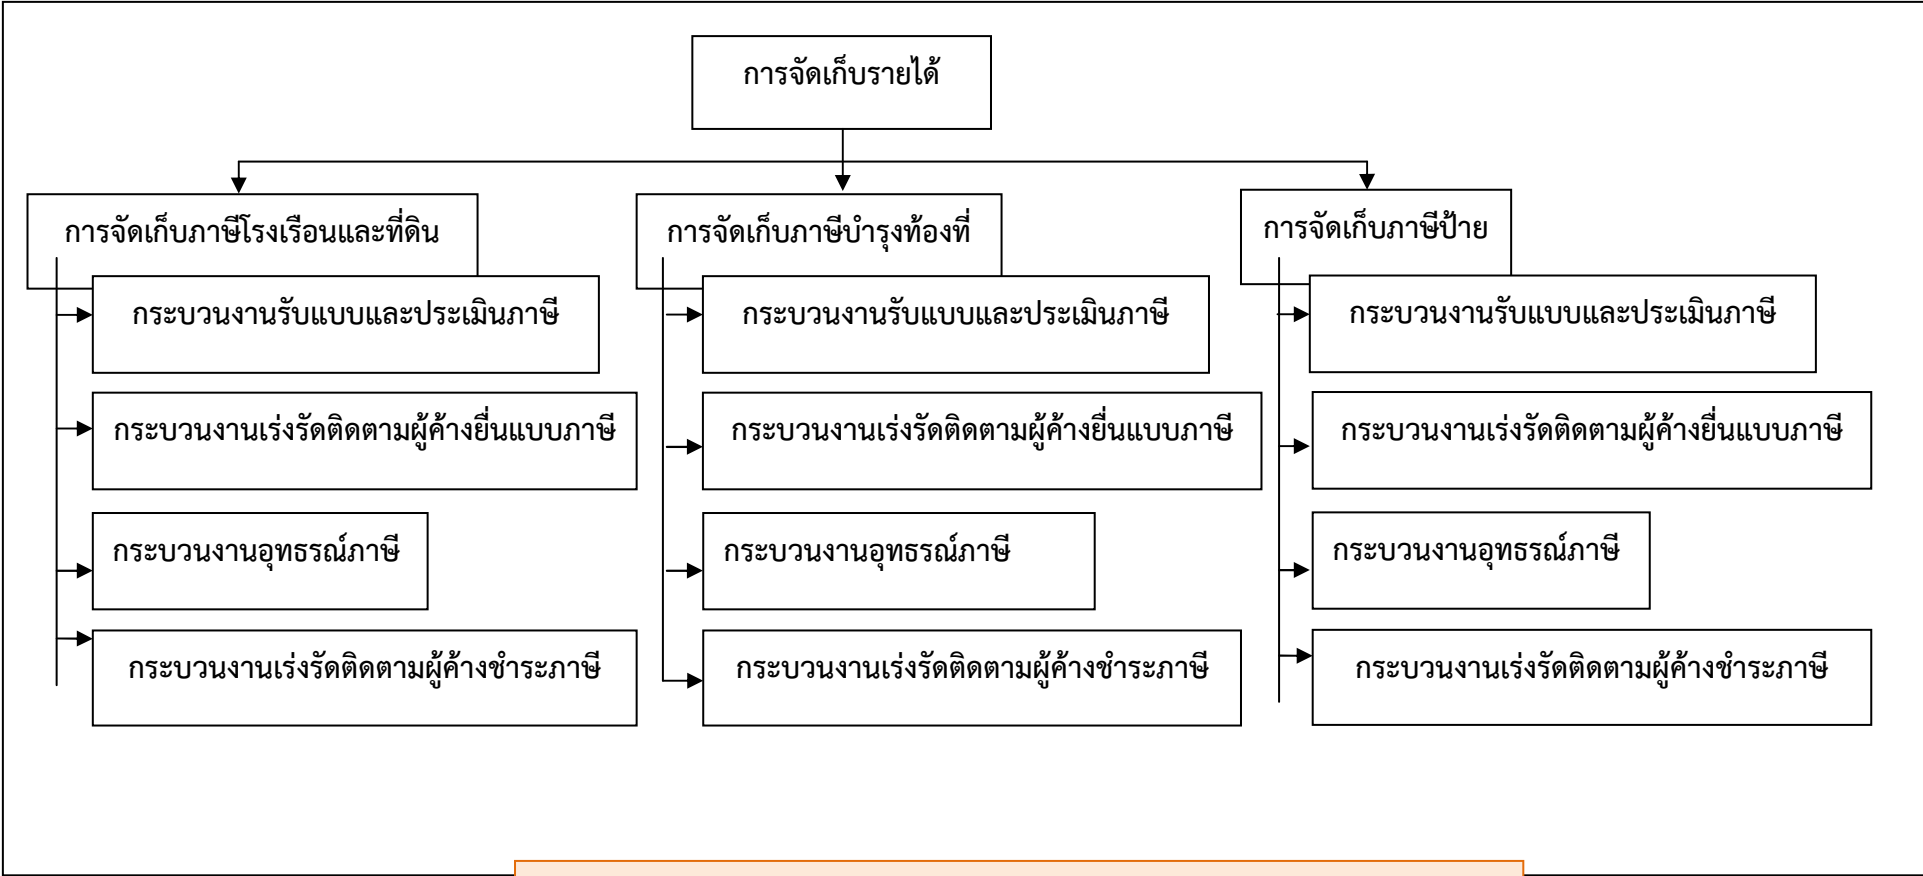 การจัดเก็บรายได้
การจัดเก็บภาษีโรงเรือนและที่ดิน
กระบวนงานรับแบบและประเมินภาษี
กระบวนงานเร่งรัดติดตามผู้ค้างยื่นแบบภาษี
กระบวนงานอุทธรณ์ภาษี
กระบวนงานเร่งรัดติดตามผู้ค้างชำระภาษี
การจัดเก็บภาษีบำรุงท้องที่
กระบวนงานรับแบบและประเมินภาษี
กระบวนงานเร่งรัดติดตามผู้ค้างยื่นแบบภาษี
กระบวนงานอุทธรณ์ภาษี
กระบวนงานเร่งรัดติดตามผู้ค้างชำระภาษี
การจัดเก็บภาษีป้าย
กระบวนงานรับแบบและประเมินภาษี
กระบวนงานเร่งรัดติดตามผู้ค้างยื่นแบบภาษี
กระบวนงานอุทธรณ์ภาษี
กระบวนงานเร่งรัดติดตามผู้ค้างชำระภาษี